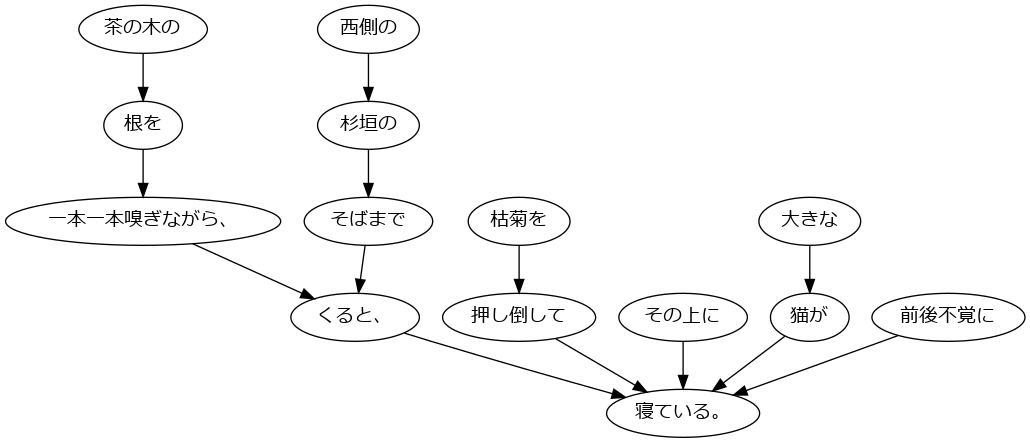 茶の木の
西側の
根を
杉垣の
一本一本嗅ぎながら、
そばまで
枯菊を
大きな
くると、
押し倒して
その上に
猫が
前後不覚に
寝ている。